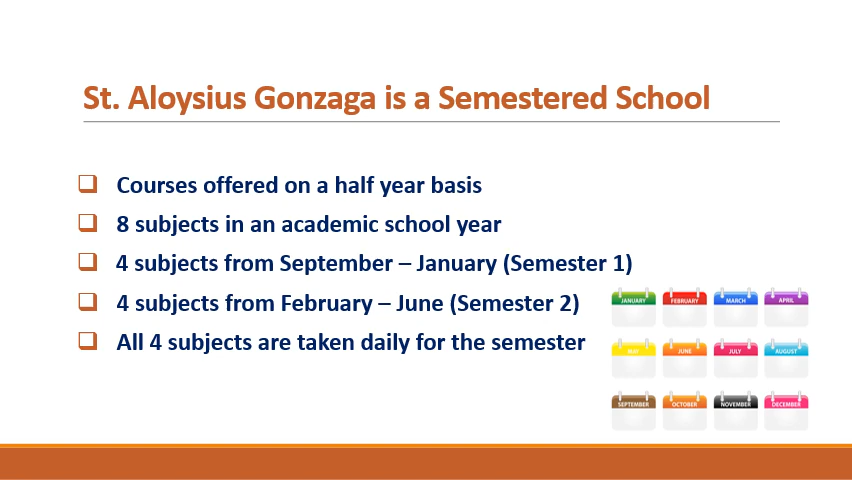 St. Aloysius Gonzaga is a Semestered School
Courses offered on a half year basis
8 subjects in an academic school year
4 subjects from September – January (Semester 1)
4 subjects from February – June (Semester 2)
All 4 subjects are taken daily for the semester
JANUARY FEBRUARY MARCH APRIL
MAY JUNE JULY AUGUST
SEPTEMBER OCTOBER NOVEMBER DECEMBER